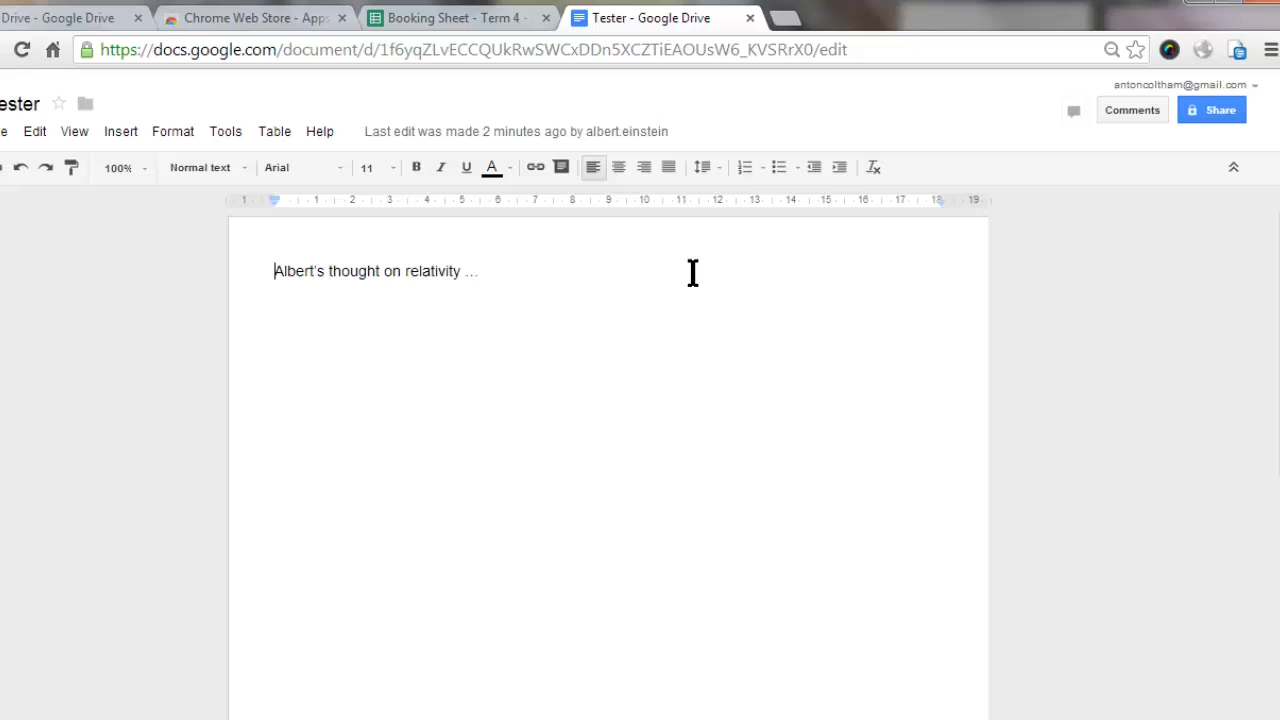 Drive - Google Drive
Chrome Web Store - Apps
Booking Sheet - Term 4 -
Tester - Google Drive
https://docs.google.com/document/d/1f6yqZLvECCQUkRwSWCxDDn5XCZTiEAOUsW6_KVSRrX0/edit
antoncoltham@gmail.com
ester
Comments
Share
e Edit View Insert Format Tools Table Help Last edit was made 2 minutes ago by albert.einstein
100% Normal text Arial 11 B I U A
1 1 2 3 4 5 6 7 8 9 10 11 12 13 14 15 16 17 18 19
Albert's thought on relativity ...